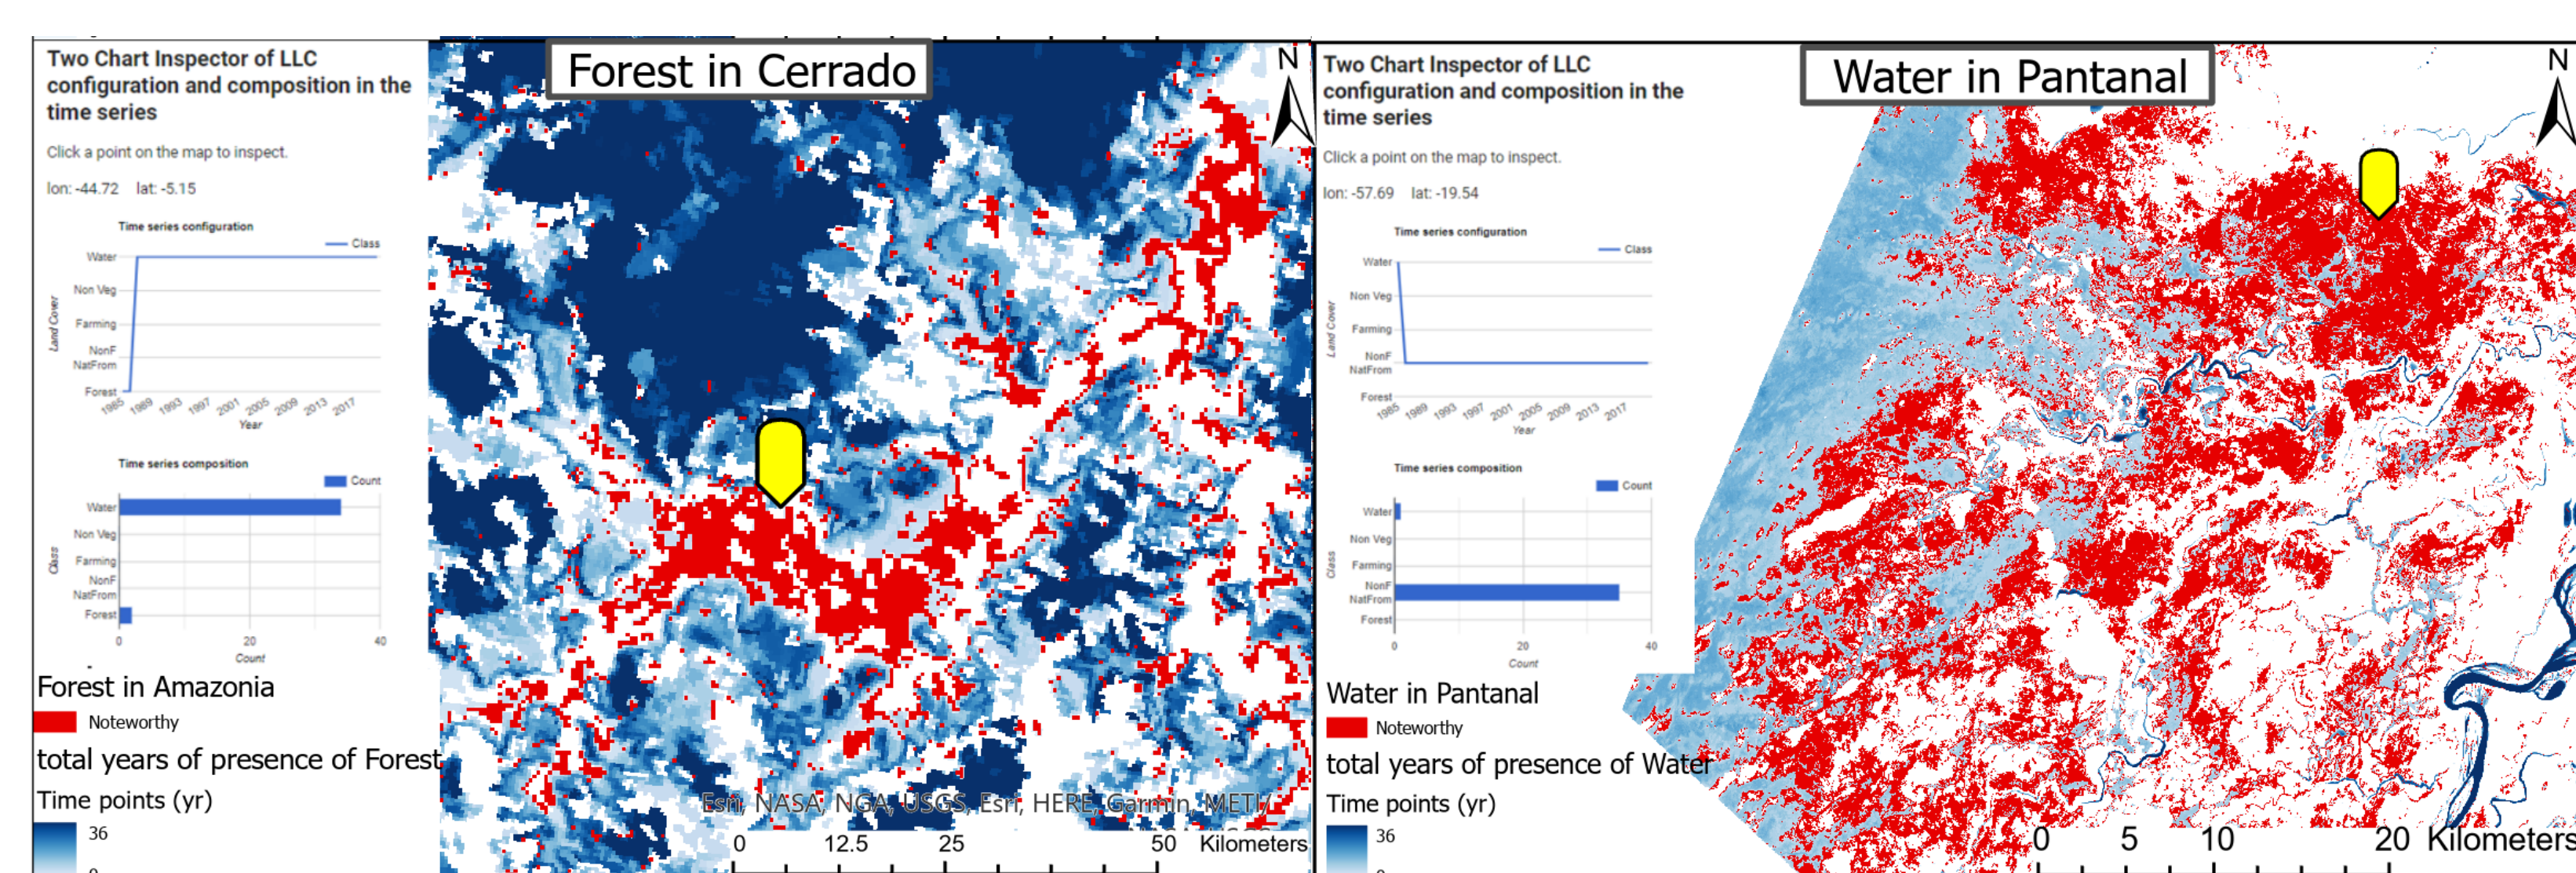 Two Chart Inspector of LLC
configuration and composition in the
time series
Click a point on the map to inspect.
lon: -44.72 lat: -5.15
Time series configuration
Class
Water
Non Veg
Farming
NonF
NatFrom
Forest
Land Cover
1985 1989 1993 1997 2001 2005 2009 2013 2017
Year
Time series composition
Count
Water
Non Veg
Farming
NonF
NatFrom
Forest
Class
0 20 40
Count
Forest in Amazonia
Noteworthy
total years of presence of Forest
Time points (yr)
36
Forest in Cerrado
N
Esri, NASA, NGA, USGS, Esri, HERE, Garmin, METI/
0 12.5 25 50 Kilometers
Two Chart Inspector of LLC
configuration and composition in the
time series
Click a point on the map to inspect.
lon: -57.69 lat: -19.54
Time series configuration
Class
Water
Non Veg
Farming
NonF
NatFrom
Forest
Land Cover
1985 1989 1993 1997 2001 2005 2009 2013 2017
Year
Time series composition
Count
Water
Non Veg
Farming
NonF
NatFrom
Forest
Class
0 20 40
Count
Water in Pantanal
Noteworthy
total years of presence of Water
Time points (yr)
36
Water in Pantanal
N
0 5 10 20 Kilometers